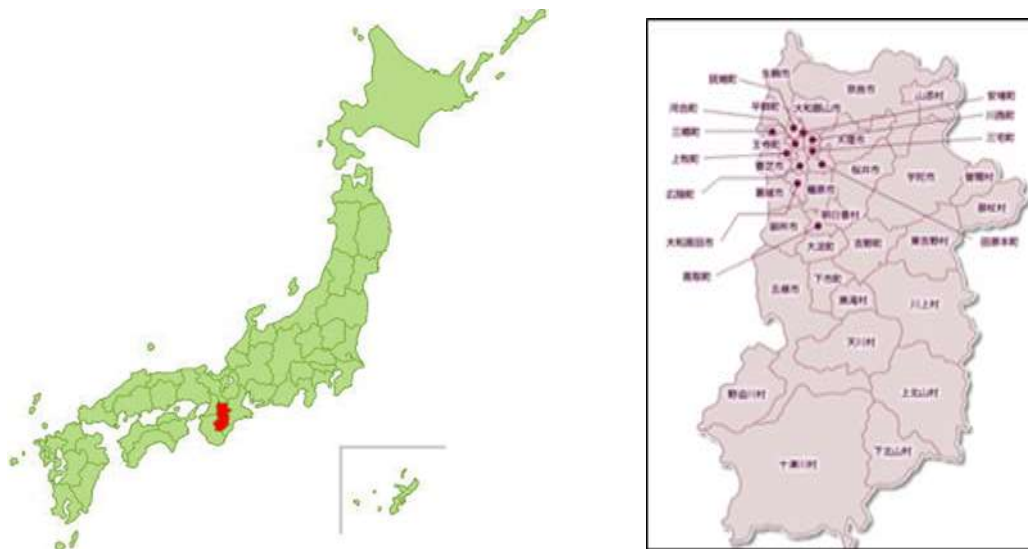 生駒市
奈良市
斑鳩町
山添村
平群町
大和郡山市
安堵町
河合町
川西町
三郷町
天理市
三宅町
王寺町
上牧町
香芝市
桜井市
宇陀市
曽爾村
広陵町
葛城市
橿原市
御杖村
明日香村
大和高田市
御所市
田原本町
大淀町
吉野町
東吉野村
高取町
五條市
下市町
黒滝村
川上村
天川村
野迫川村
上北山村
十津川村
下北山村